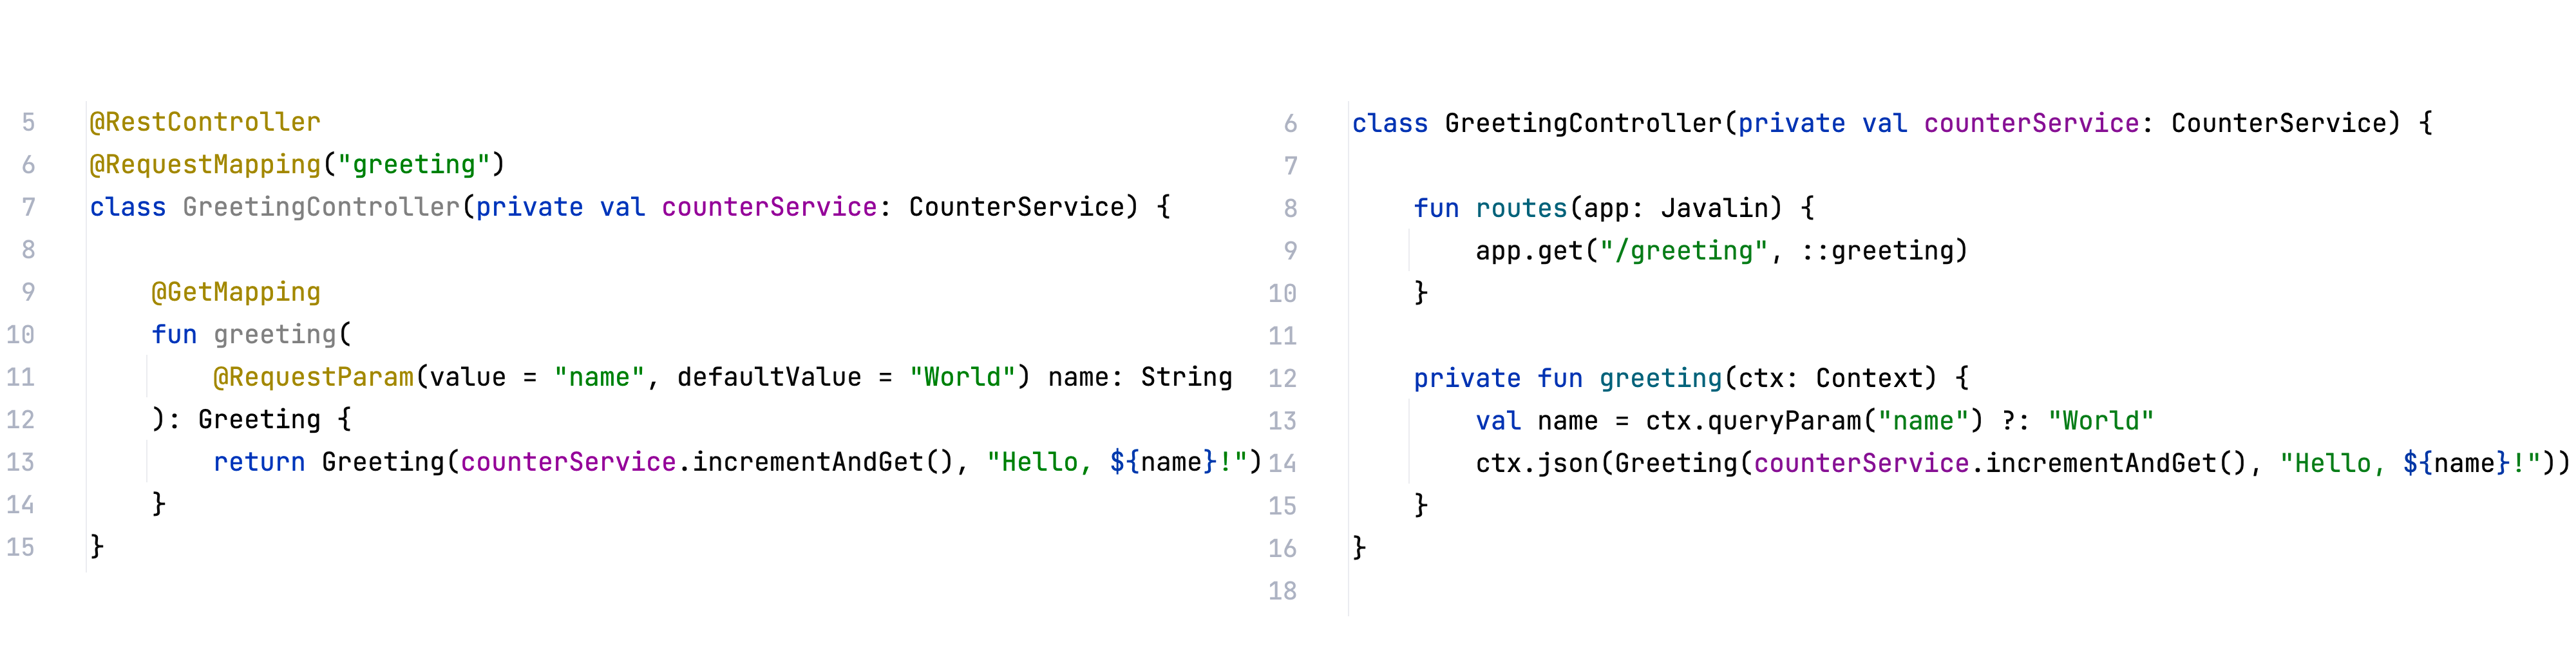 5 @RestController
6 @RequestMapping("greeting")
7 class GreetingController(private val counterService: CounterService) {
8
9     @GetMapping
10     fun greeting(
11         @RequestParam(value = "name", defaultValue = "World") name: String
12     ): Greeting {
13         return Greeting(counterService.incrementAndGet(), "Hello, ${name}!")
14     }
15 }
6 class GreetingController(private val counterService: CounterService) {
7
8     fun routes(app: Javalin) {
9         app.get("/greeting", ::greeting)
10     }
11
12     private fun greeting(ctx: Context) {
13         val name = ctx.queryParam("name") ?: "World"
14         ctx.json(Greeting(counterService.incrementAndGet(), "Hello, ${name}!"))
15     }
16 }
18